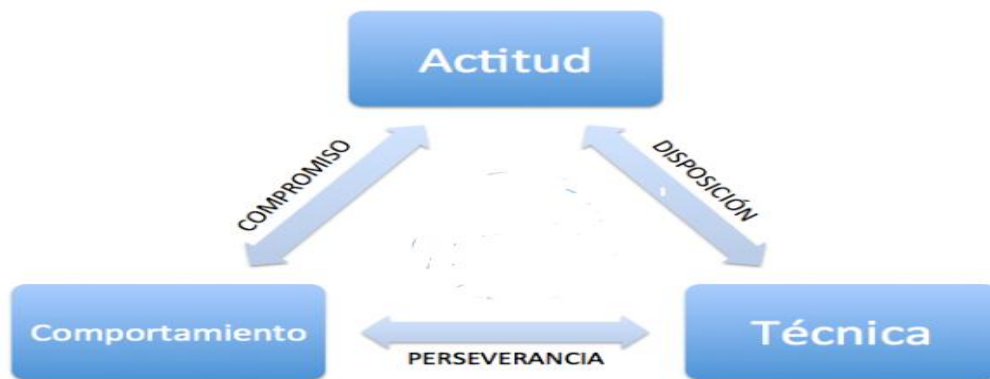 Actitud
COMPROMISO
DISPOSICIÓN
Comportamiento
PERSEVERANCIA
Técnica